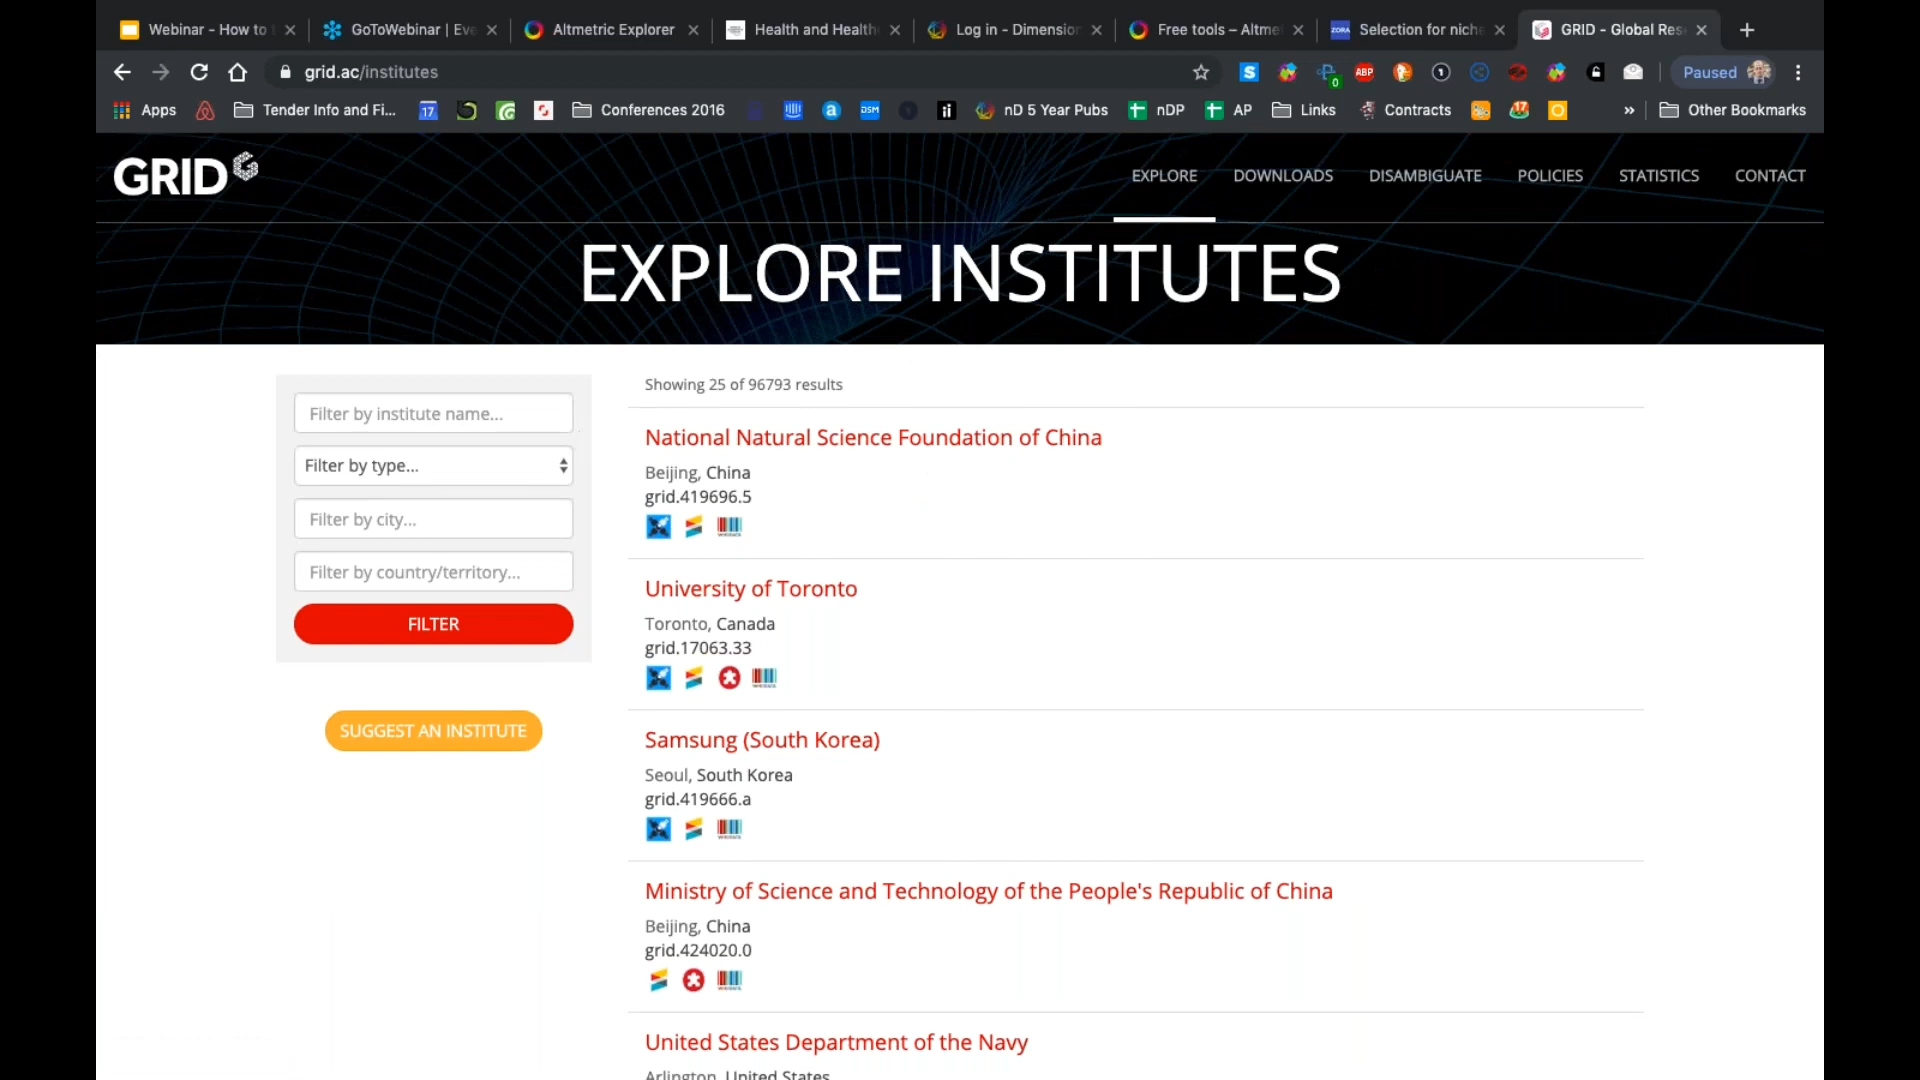 Webinar - How to
GoToWebinar | Eve
Altmetric Explorer
Health and Health
Log in - Dimension
Free tools – Altme
Selection for niche
GRID - Global Res
grid.ac/institutes
Paused
Apps
Tender Info and Fi...
Conferences 2016
nD 5 Year Pubs
nDP
AP
Links
Contracts
Other Bookmarks
GRID
EXPLORE
DOWNLOADS
DISAMBIGUATE
POLICIES
STATISTICS
CONTACT
EXPLORE INSTITUTES
Filter by institute name...
Filter by type...
Filter by city...
Filter by country/territory...
FILTER
SUGGEST AN INSTITUTE
Showing 25 of 96793 results
National Natural Science Foundation of China
Beijing, China
grid.419696.5
University of Toronto
Toronto, Canada
grid.17063.33
Samsung (South Korea)
Seoul, South Korea
grid.419666.a
Ministry of Science and Technology of the People's Republic of China
Beijing, China
grid.424020.0
United States Department of the Navy
Arlington, United States